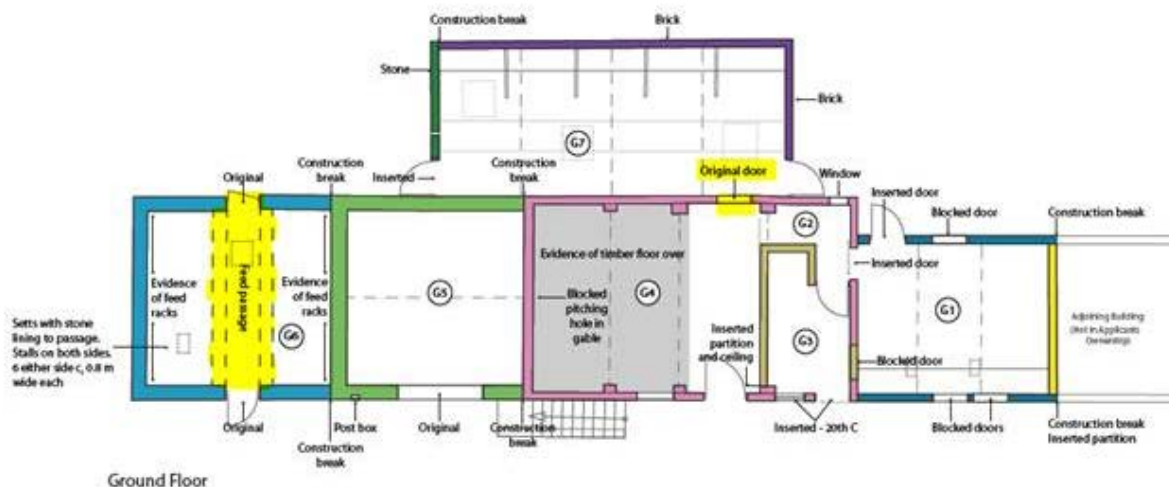 Construction break
Brick
Stone
Brick
G7
Original
Construction
break
Inserted
Construction
break
Original door
Window
Inserted door
Blocked door
Construction break
G2
Evidence of timber floor over
Inserted door
Evidence
of feed
racks
Feed passage
Evidence
of feed
racks
G6
G5
Blocked
pitching
hole in
gable
G4
G1
Setts with stone
lining to passage.
Stalls on both sides.
6 either side c, 0.8 m
wide each
G3
Inserted
partition
and ceiling
Blocked door
Adjoining Building
(Not in Applicants
Ownership)
Original
Post box
Original
Construction
break
Construction
break
Inserted - 20th C
Blocked doors
Construction break
Inserted partition
Ground Floor